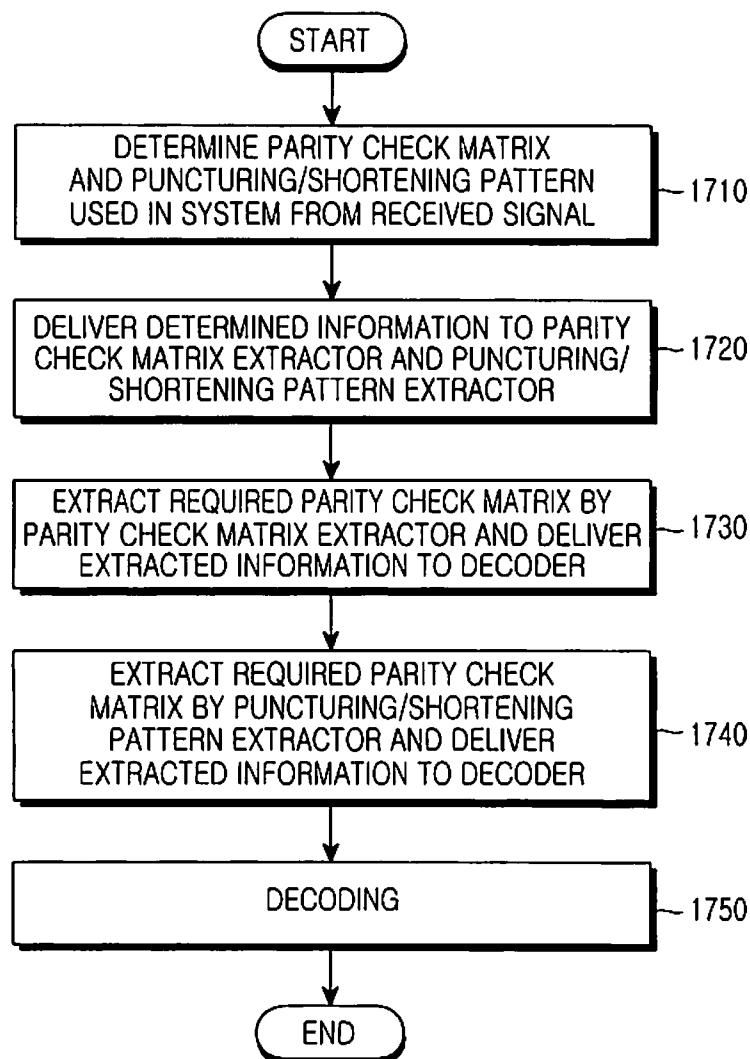 START
DETERMINE PARITY CHECK MATRIX
AND PUNCTURING/SHORTENING PATTERN
USED IN SYSTEM FROM RECEIVED SIGNAL
1710
DELIVER DETERMINED INFORMATION TO PARITY
CHECK MATRIX EXTRACTOR AND PUNCTURING/
SHORTENING PATTERN EXTRACTOR
1720
EXTRACT REQUIRED PARITY CHECK MATRIX BY
PARITY CHECK MATRIX EXTRACTOR AND DELIVER
EXTRACTED INFORMATION TO DECODER
1730
EXTRACT REQUIRED PARITY CHECK
MATRIX BY PUNCTURING/SHORTENING
PATTERN EXTRACTOR AND DELIVER
EXTRACTED INFORMATION TO DECODER
1740
DECODING
1750
END